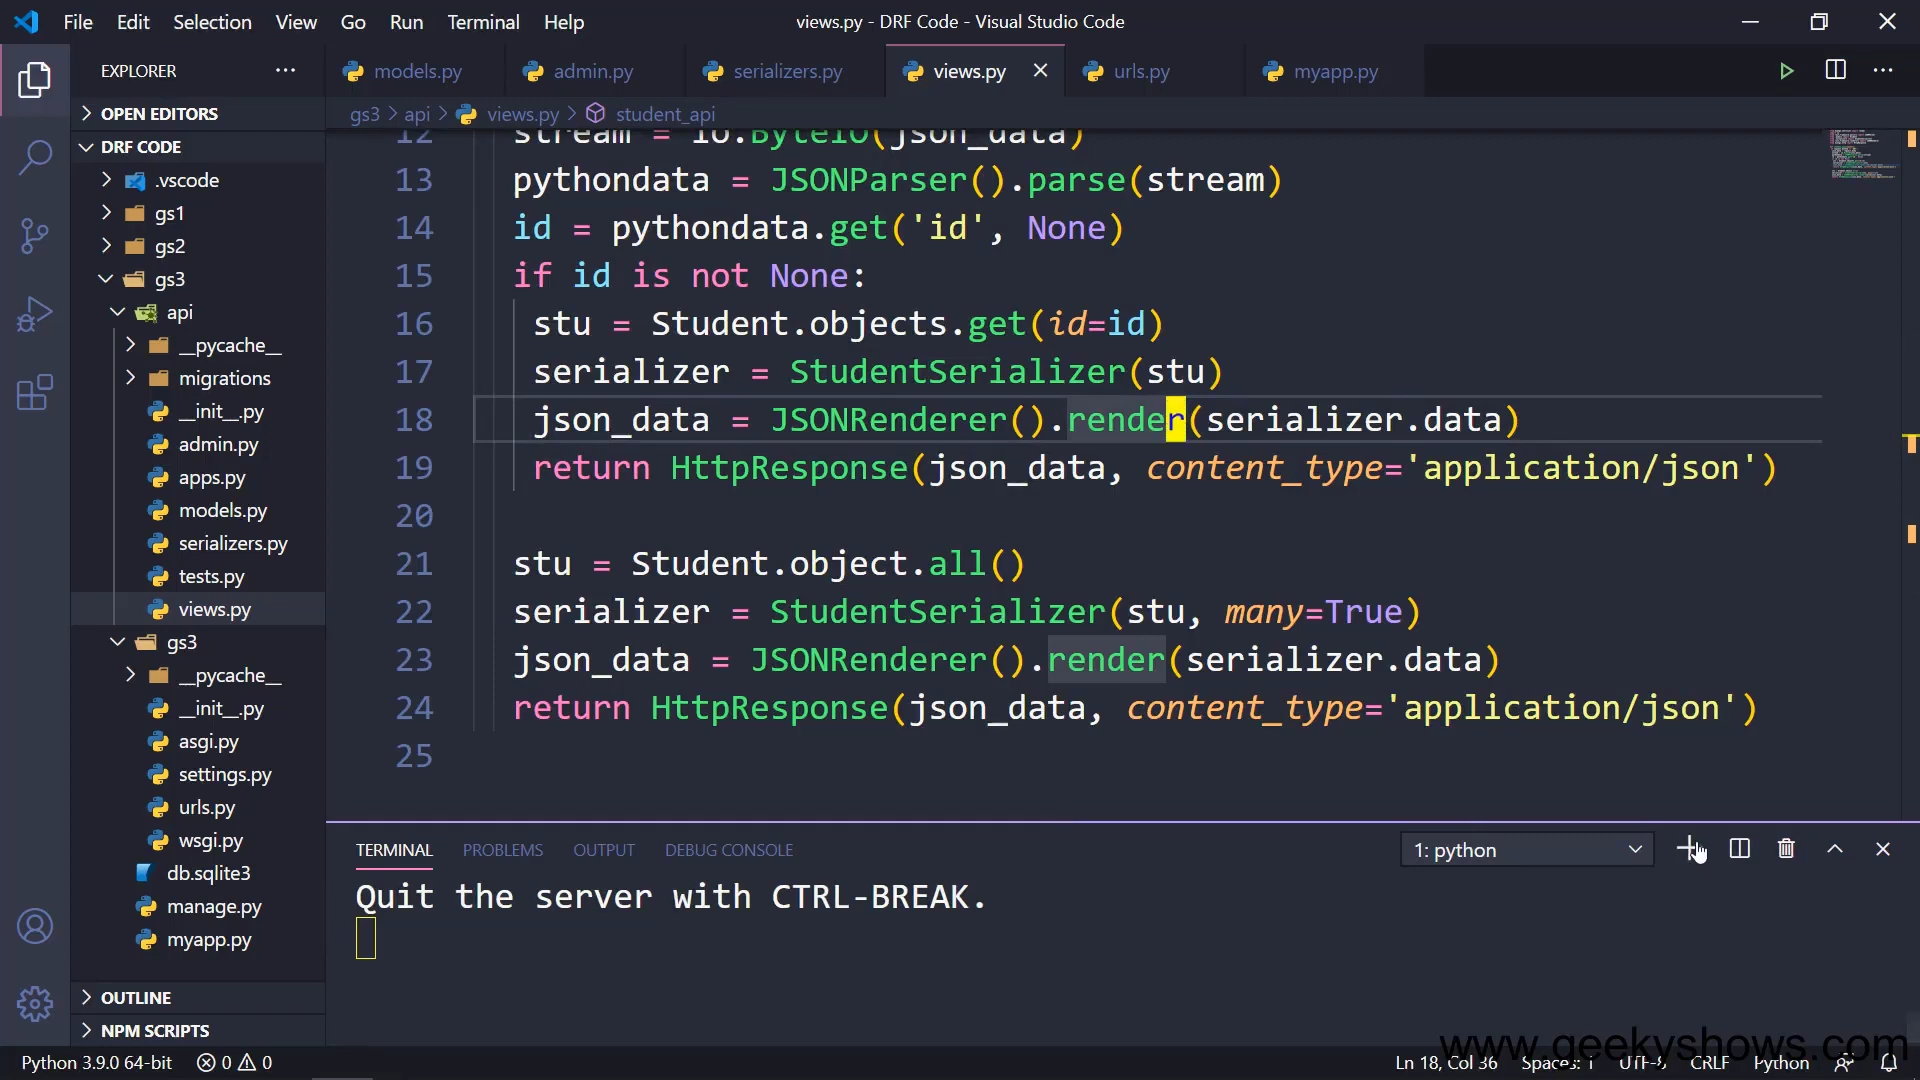 File Edit Selection View Go Run Terminal Help
views.py - DRF Code - Visual Studio Code
EXPLORER
models.py admin.py serializers.py views.py urls.py myapp.py
OPEN EDITORS
gs3 api views.py student_api
DRF CODE
.vscode
gs1
gs2
gs3
api
__pycache__
migrations
__init__.py
admin.py
apps.py
models.py
serializers.py
tests.py
views.py
gs3
__pycache__
__init__.py
asgi.py
settings.py
urls.py
wsgi.py
db.sqlite3
manage.py
myapp.py
OUTLINE
NPM SCRIPTS
12 stream = io.ByteIO(json_data)
13 pythondata = JSONParser().parse(stream)
14 id = pythondata.get('id', None)
15 if id is not None:
16 stu = Student.objects.get(id=id)
17 serializer = StudentSerializer(stu)
18 json_data = JSONRenderer().render(serializer.data)
19 return HttpResponse(json_data, content_type='application/json')
20
21 stu = Student.object.all()
22 serializer = StudentSerializer(stu, many=True)
23 json_data = JSONRenderer().render(serializer.data)
24 return HttpResponse(json_data, content_type='application/json')
25
TERMINAL PROBLEMS OUTPUT DEBUG CONSOLE 1: python
Quit the server with CTRL-BREAK.
www.geekyshows.com
Python 3.9.0 64-bit 0 0 Ln 18, Col 36 Spaces: 1 UTF-8 CRLF Python